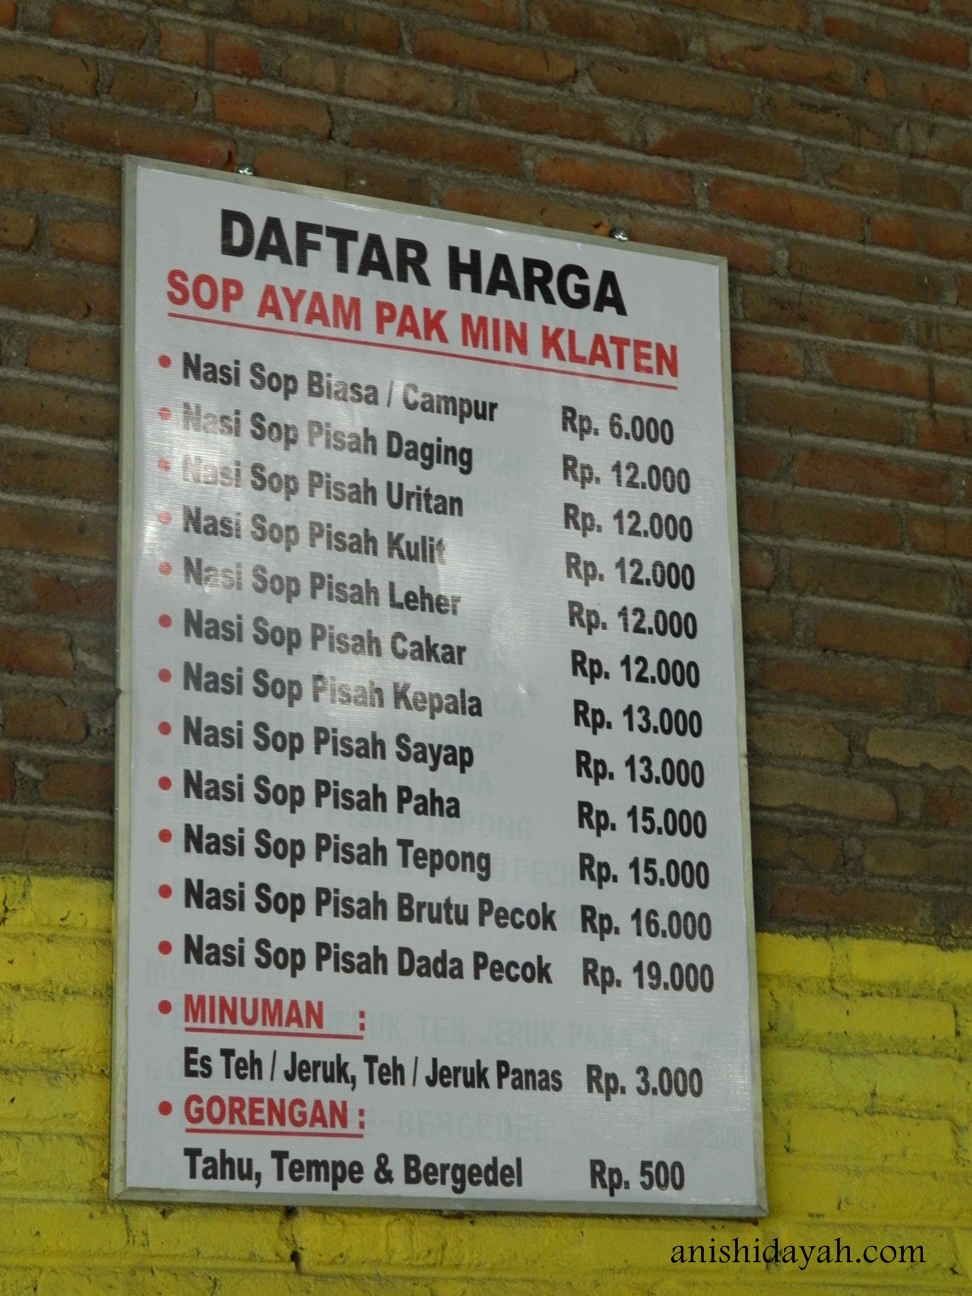 DAFTAR HARGA
SOP AYAM PAK MIN KLATEN
• Nasi Sop Biasa / Campur Rp. 6.000
• Nasi Sop Pisah Daging Rp. 12.000
• Nasi Sop Pisah Uritan Rp. 12.000
• Nasi Sop Pisah Kulit Rp. 12.000
• Nasi Sop Pisah Leher Rp. 12.000
• Nasi Sop Pisah Cakar Rp. 12.000
• Nasi Sop Pisah Kepala Rp. 13.000
• Nasi Sop Pisah Sayap Rp. 13.000
• Nasi Sop Pisah Paha Rp. 15.000
• Nasi Sop Pisah Tepong Rp. 15.000
• Nasi Sop Pisah Brutu Pecok Rp. 16.000
• Nasi Sop Pisah Dada Pecok Rp. 19.000
• MINUMAN :
Es Teh / Jeruk, Teh / Jeruk Panas Rp. 3.000
• GORENGAN :
Tahu, Tempe & Bergedel Rp. 500
anishidayah.com